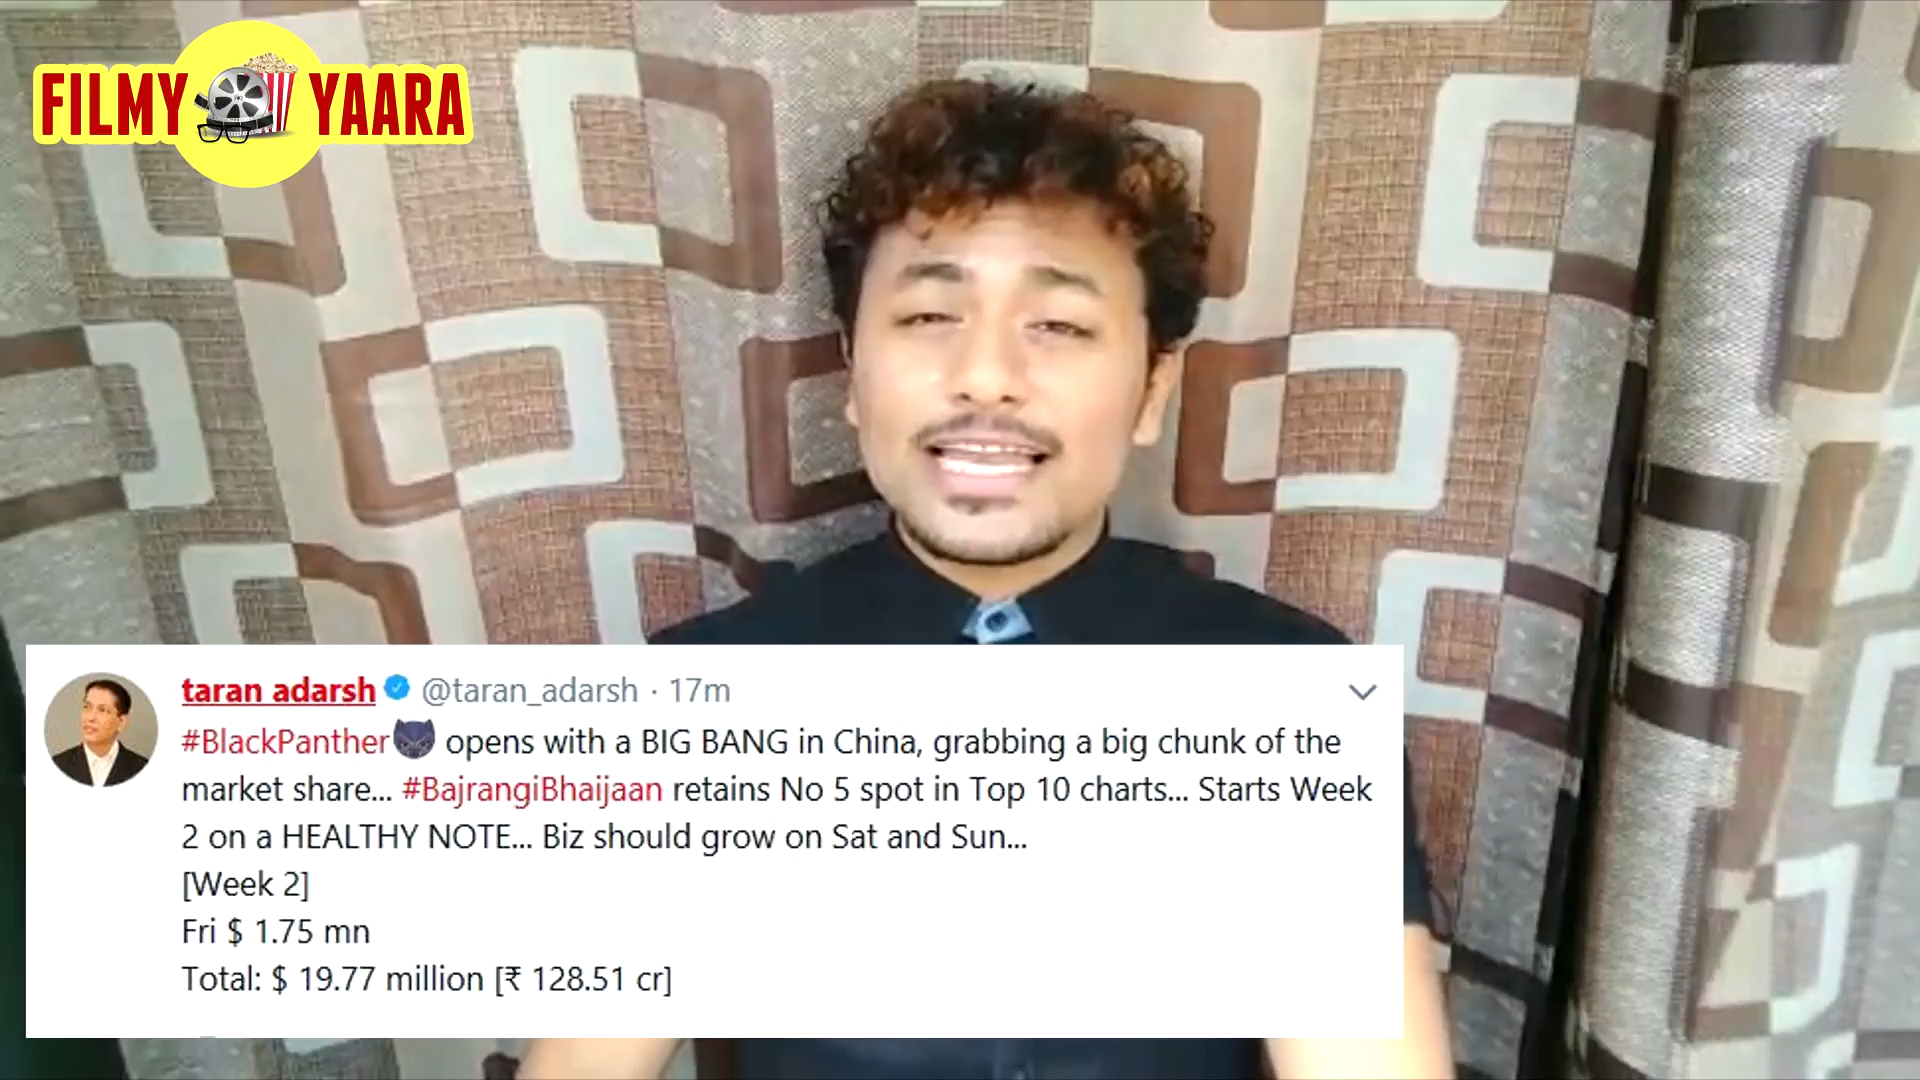 FILMY YAARA
taran adarsh @taran_adarsh · 17m
#BlackPanther opens with a BIG BANG in China, grabbing a big chunk of the
market share... #BajrangiBhaijaan retains No 5 spot in Top 10 charts... Starts Week
2 on a HEALTHY NOTE... Biz should grow on Sat and Sun...
[Week 2]
Fri $ 1.75 mn
Total: $ 19.77 million [₹ 128.51 cr]